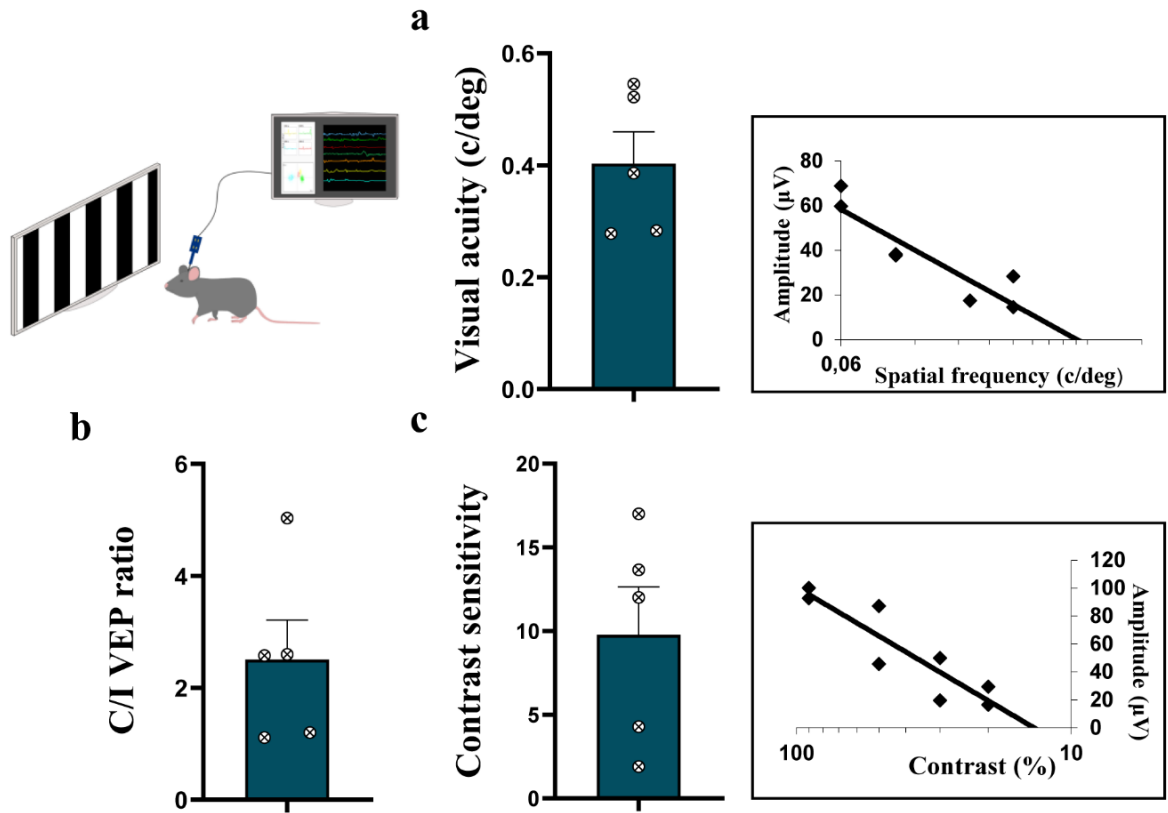 a
Visual acuity (c/deg)
0.6
0.4
0.2
0.0
Amplitude (µV)
80
60
40
20
0
0,06
Spatial frequency (c/deg)
b
C/I VEP ratio
6
4
2
0
c
Contrast sensitivity
20
15
10
5
0
120
100
80
60
40
20
0
Amplitude (µV)
100
10
Contrast (%)